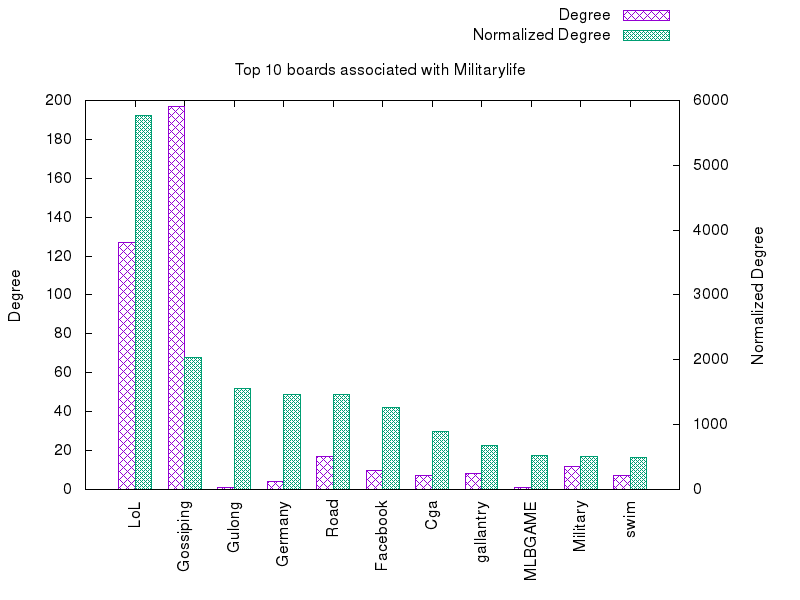 Degree
Normalized Degree
Top 10 boards associated with Militarylife
200
180
160
140
120
100
80
60
40
20
0
6000
5000
4000
3000
2000
1000
0
Degree
Normalized Degree
LoL
Gossiping
Gulong
Germany
Road
Facebook
Cga
gallantry
MLBGAME
Military
swim